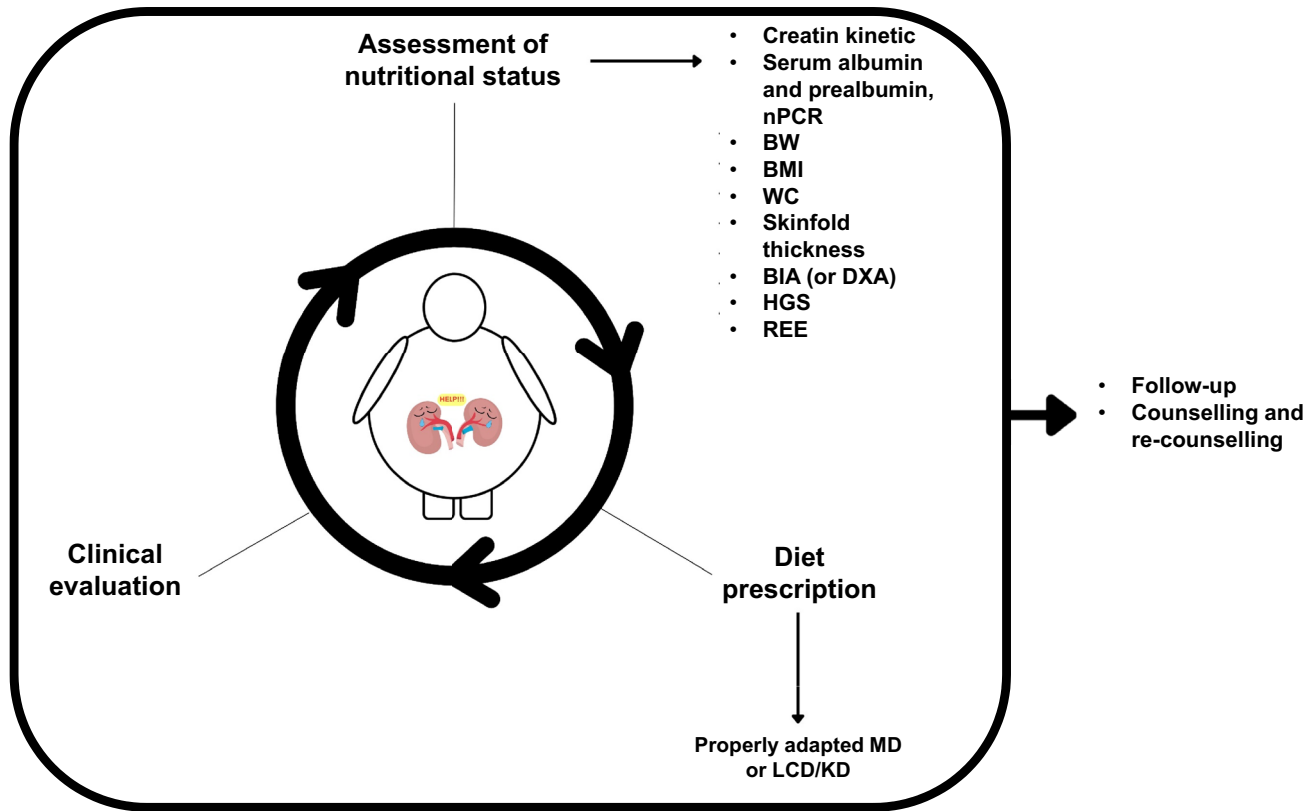 Assessment of
nutritional status
• Creatin kinetic
• Serum albumin
and prealbumin,
nPCR
• BW
• BMI
• WC
• Skinfold
thickness
• BIA (or DXA)
• HGS
• REE
HELP!!!
• Follow-up
• Counselling and
re-counselling
Clinical
evaluation
Diet
prescription
Properly adapted MD
or LCD/KD